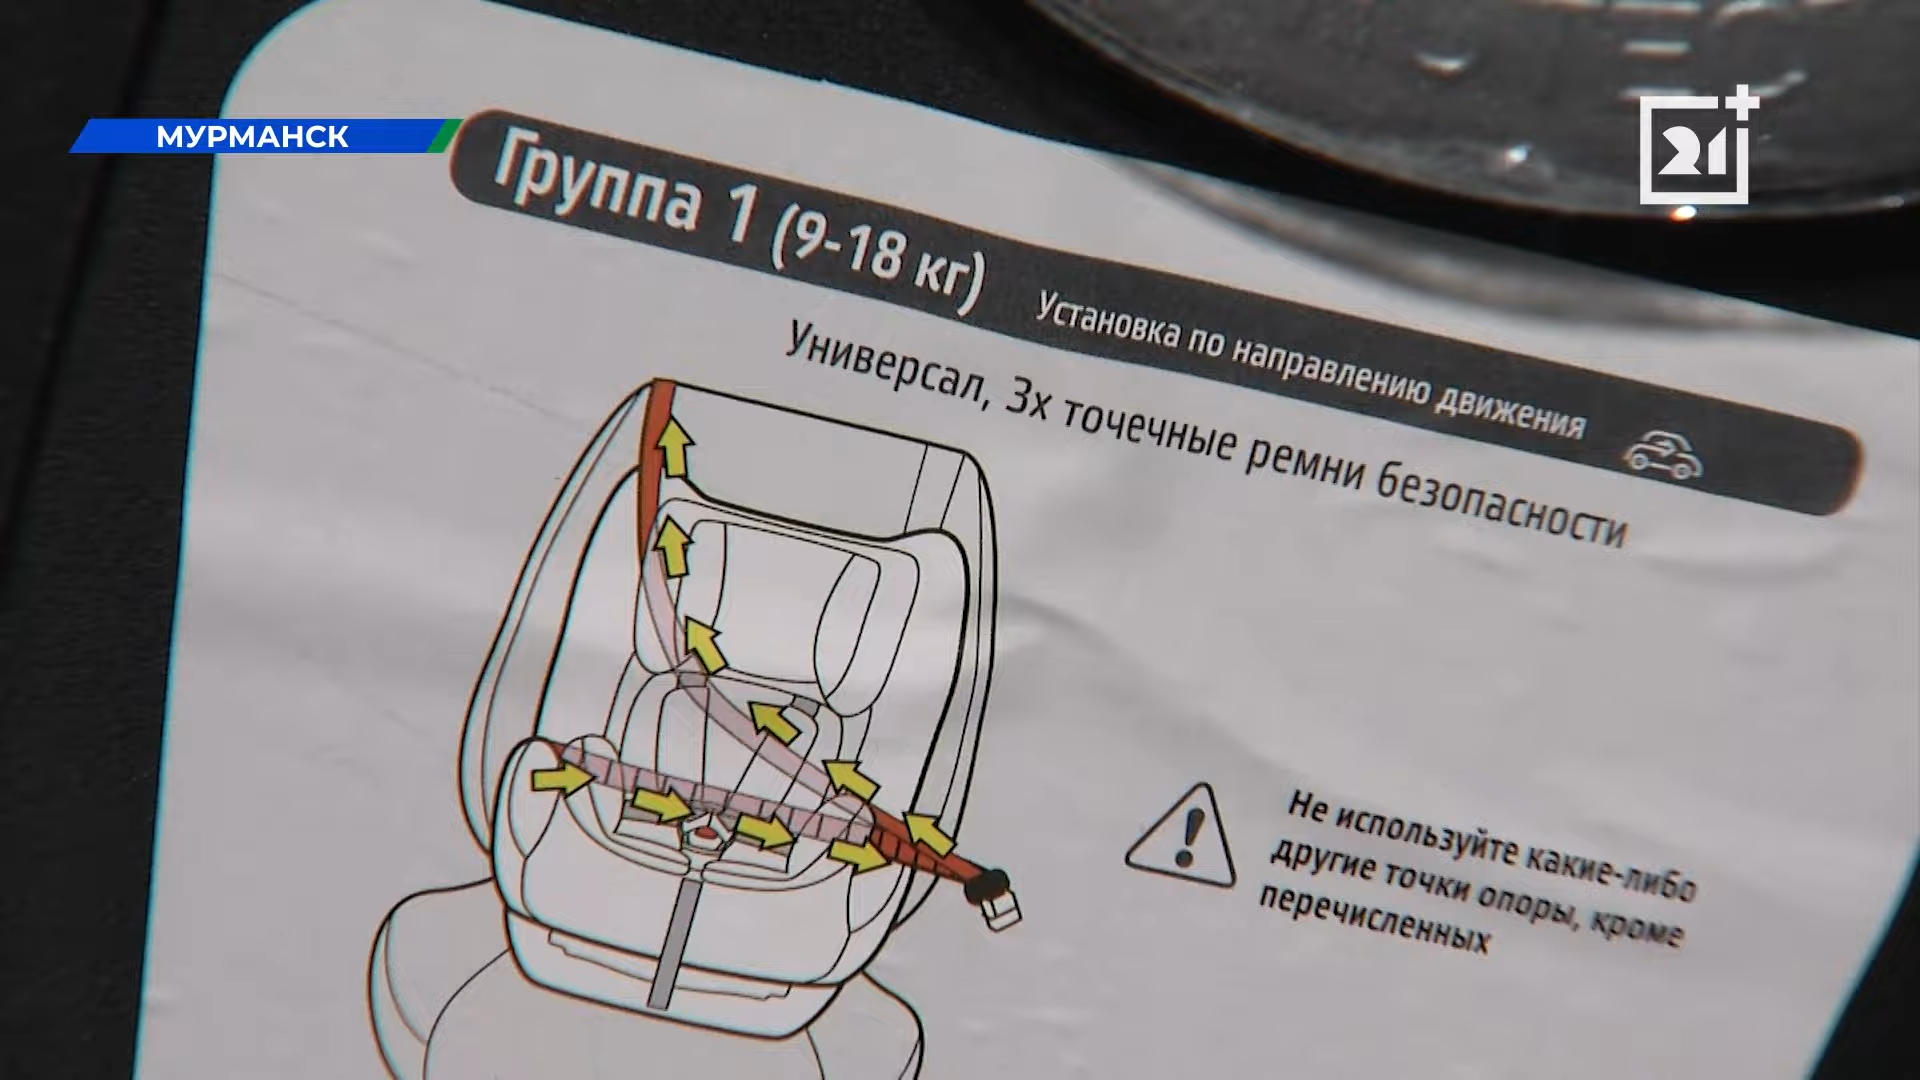 МУРМАНСК
21+
Группа 1 (9-18 кг) Установка по направлению движения
Универсал, 3х точечные ремни безопасности
Не используйте какие-либо
другие точки опоры, кроме
перечисленных